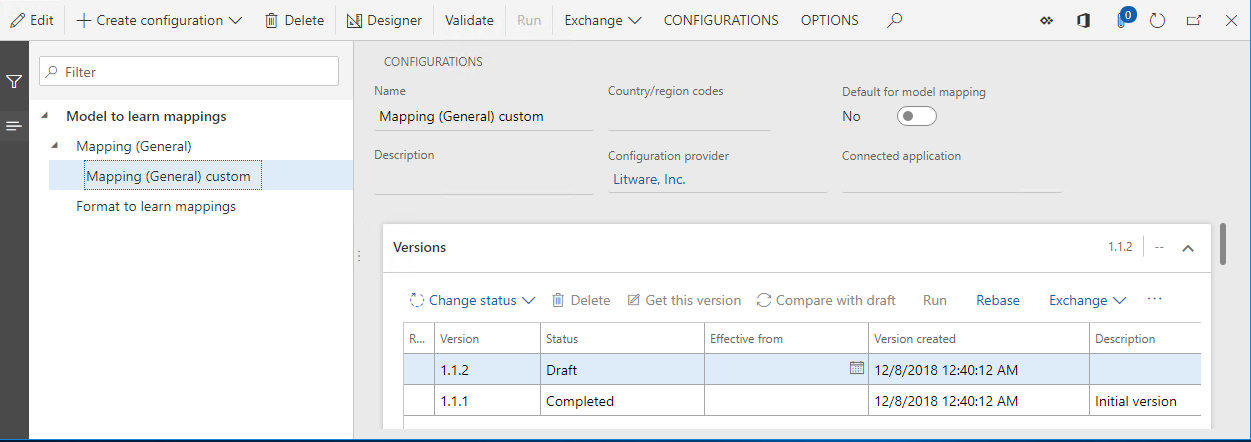 Edit Create configuration Delete Designer Validate Run Exchange CONFIGURATIONS OPTIONS 0
Filter
Model to learn mappings
Mapping (General)
Mapping (General) custom
Format to learn mappings
CONFIGURATIONS
Name Country/region codes Default for model mapping
Mapping (General) custom No
Description Configuration provider Connected application
Litware, Inc.
Versions 1.1.2 --
Change status Delete Get this version Compare with draft Run Rebase Exchange ...
R... Version Status Effective from Version created Description
1.1.2 Draft 12/8/2018 12:40:12 AM
1.1.1 Completed 12/8/2018 12:40:12 AM Initial version